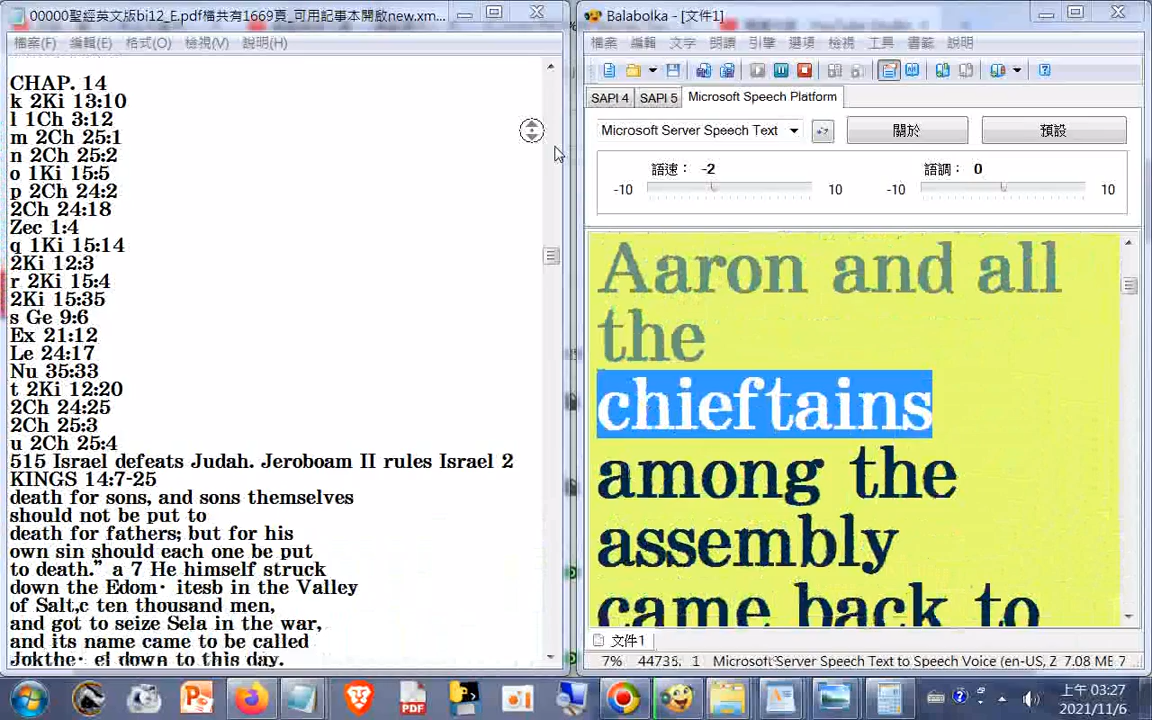 00000聖經英文版bi12_E.pdf檔共有1669頁_可用記事本開啟new.xm...
檔案(F) 編輯(E) 格式(O) 檢視(V) 說明(H)
CHAP. 14
k 2Ki 13:10
l 1Ch 3:12
m 2Ch 25:1
n 2Ch 25:2
o 1Ki 15:5
p 2Ch 24:2
2Ch 24:18
Zec 1:4
q 1Ki 15:14
2Ki 12:3
r 2Ki 15:4
2Ki 15:35
s Ge 9:6
Ex 21:12
Le 24:17
Nu 35:33
t 2Ki 12:20
2Ch 24:25
2Ch 25:3
u 2Ch 25:4
515 Israel defeats Judah. Jeroboam II rules Israel 2
KINGS 14:7-25
death for sons, and sons themselves
should not be put to
death for fathers; but for his
own sin should each one be put
to death.” a 7 He himself struck
down the Edom· itesb in the Valley
of Salt,c ten thousand men,
and got to seize Sela in the war,
and its name came to be called
Jokthe· el down to this day.
Balabolka - [文件1]
檔案 編輯 文字 朗讀 引擎 選項 檢視 工具 書籤 說明
SAPI 4 SAPI 5 Microsoft Speech Platform
Microsoft Server Speech Text 關於 預設
語速： -2 語調： 0
-10 10 -10 10
Aaron and all
the
chieftains
among the
assembly
came back to
文件1
7% 44735. 1 Microsoft Server Speech Text to Speech Voice (en-US, Z 7.08 MB 7
PDF
上午 03:27
2021/11/6